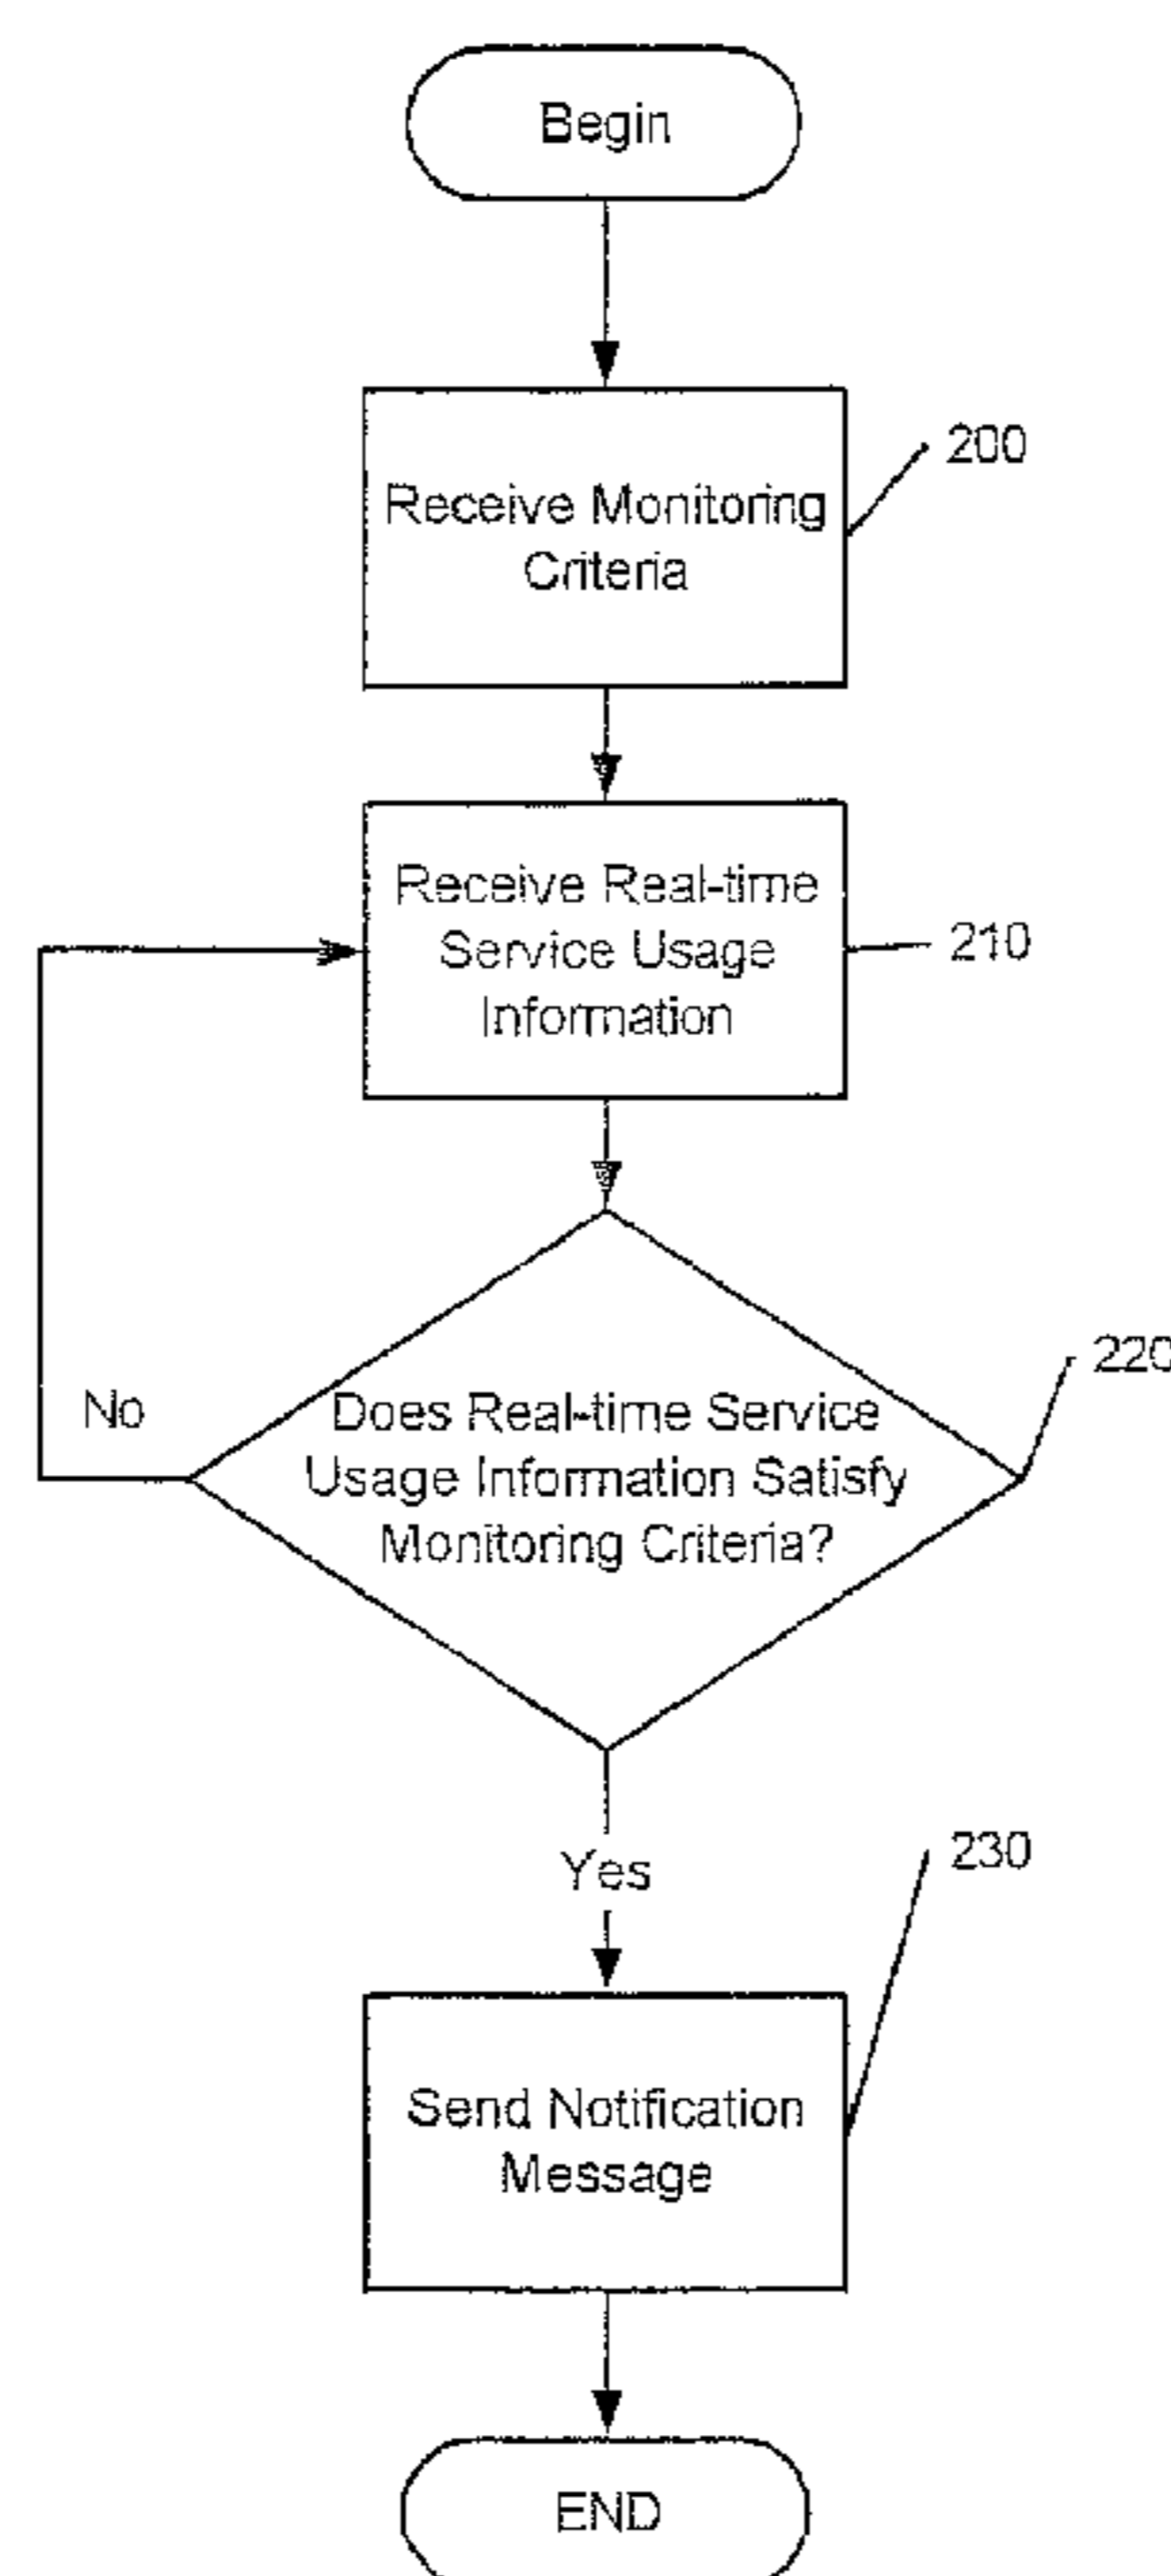 Begin
Receive Monitoring
Criteria
200
Receive Real-time
Service Usage
Information
210
Does Real-time Service
Usage Information Satisfy
Monitoring Criteria?
220
No
Yes
230
Send Notification
Message
END